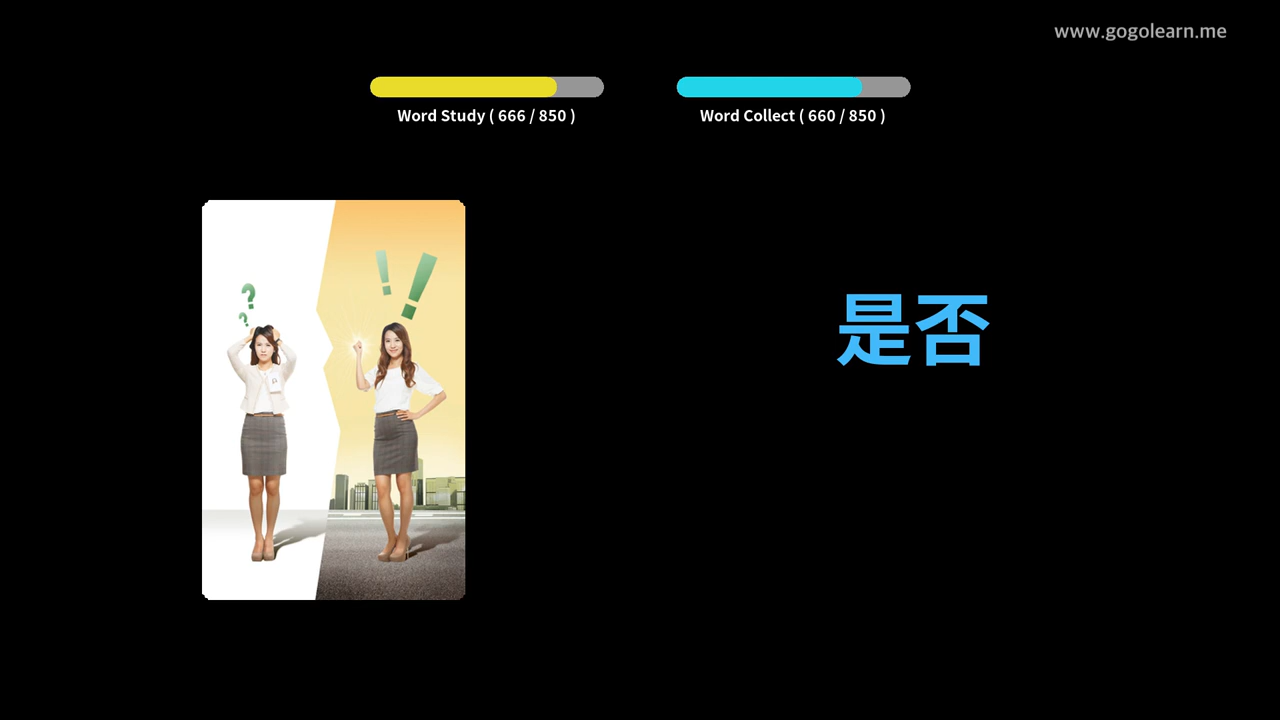 www.gogolearn.me
Word Study ( 666 / 850 )
Word Collect ( 660 / 850 )
? ?
! !
是否